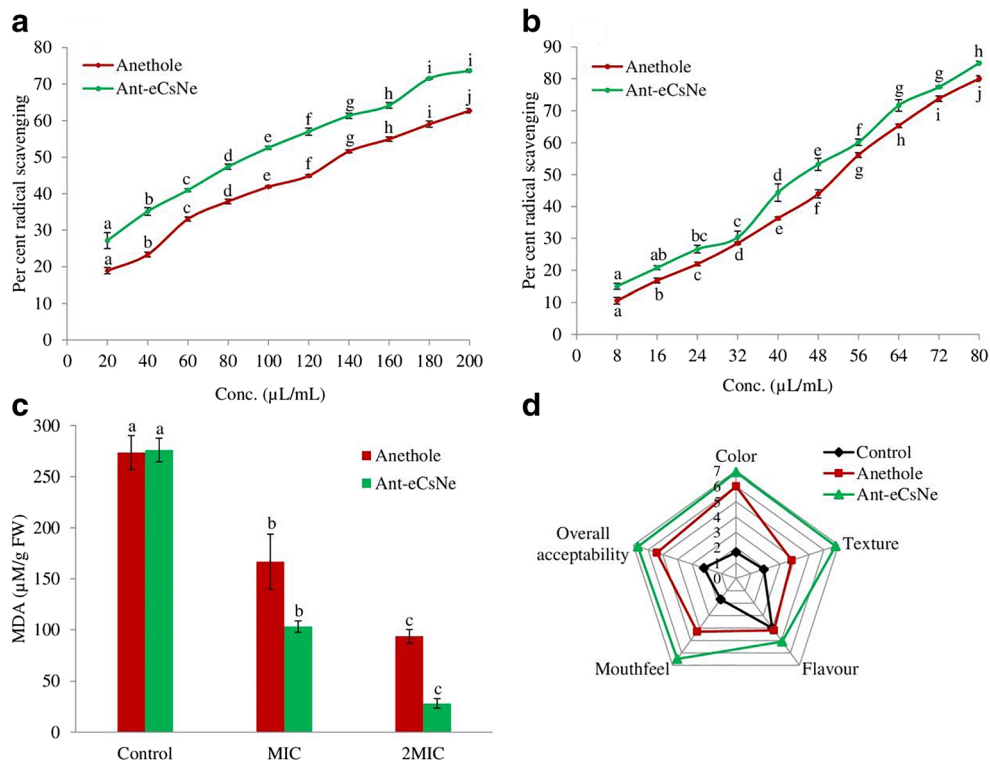 a
80
70
60
50
40
30
20
10
0
Per cent radical scavenging
Anethole
Ant-eCsNe
a b c d e f g h i i
a b c d e f g h i j
0 20 40 60 80 100 120 140 160 180 200
Conc. (µL/mL)
b
90
80
70
60
50
40
30
20
10
0
Per cent radical scavenging
Anethole
Ant-eCsNe
a ab bc c d e f g g h
a b c d e f g h i j
0 8 16 24 32 40 48 56 64 72 80
Conc. (µL/mL)
c
300
250
200
150
100
50
0
MDA (µM/g FW)
Anethole
Ant-eCsNe
a a
b b
c c
Control MIC 2MIC
d
Control
Anethole
Ant-eCsNe
Color
7
6
5
4
3
2
1
0
Texture
Flavour
Mouthfeel
Overall
acceptability